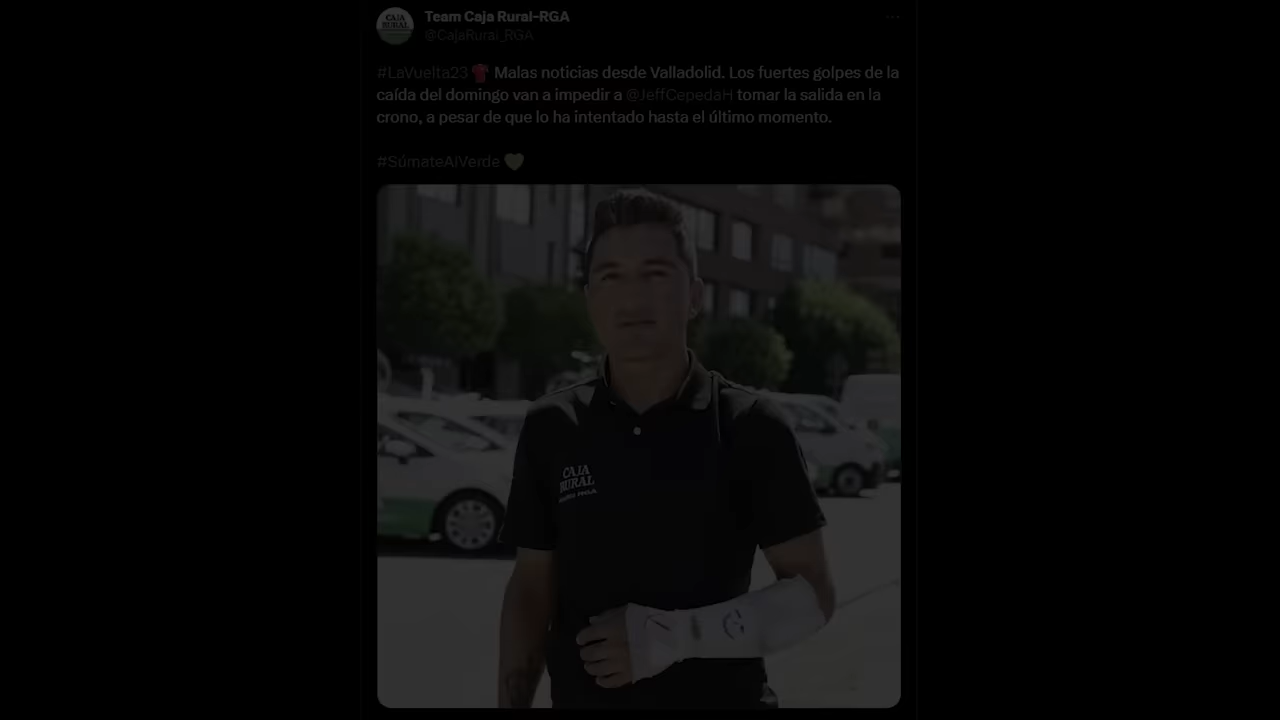 Team Caja Rural-RGA
@CajaRural_RGA
#LaVuelta23 Malas noticias desde Valladolid. Los fuertes golpes de la
caída del domingo van a impedir a @JeffCepedaH tomar la salida en la
crono, a pesar de que lo ha intentado hasta el último momento.
#SúmateAlVerde
CAJA
RURAL
CAJA
RURAL